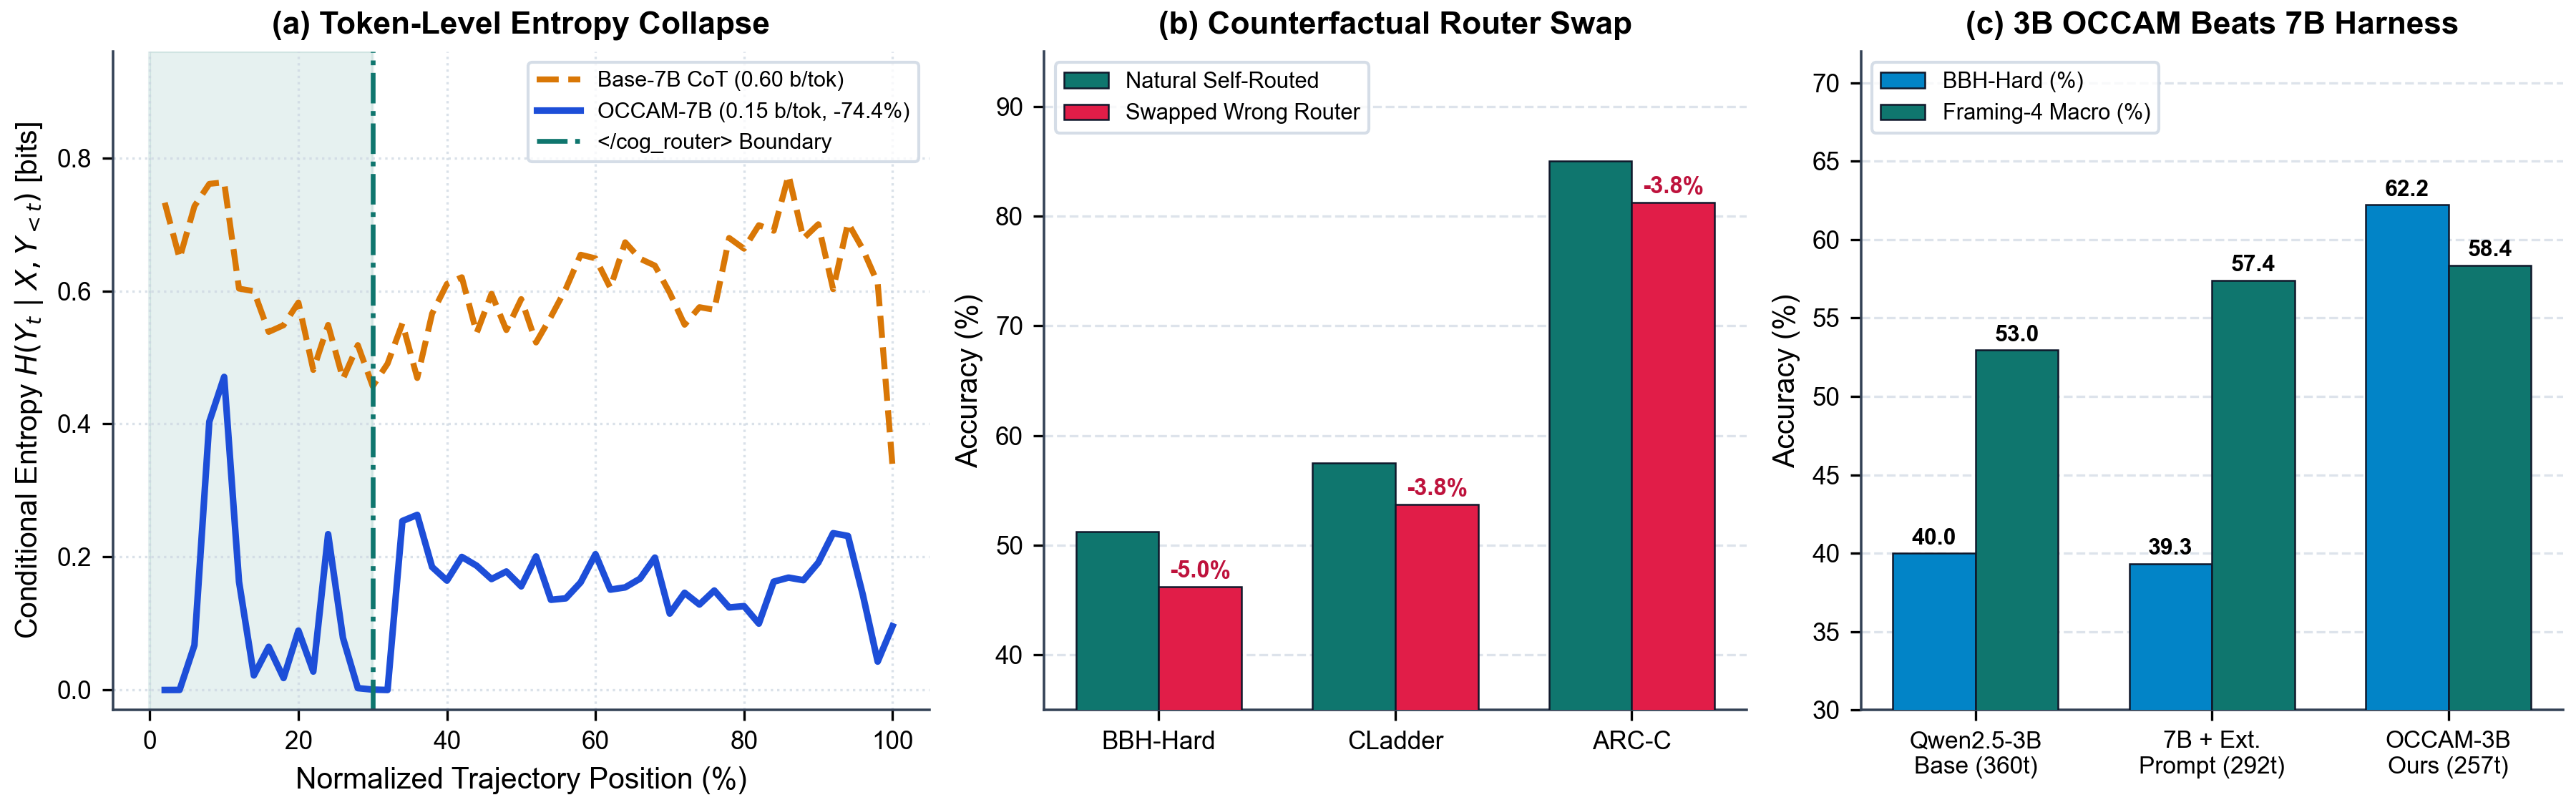 (a) Token-Level Entropy Collapse
Conditional Entropy H(Y_t | X, Y_{<t}) [bits]
0.8
0.6
0.4
0.2
0.0
Base-7B CoT (0.60 b/tok)
OCCAM-7B (0.15 b/tok, -74.4%)
</cog_router> Boundary
0 20 40 60 80 100
Normalized Trajectory Position (%)
(b) Counterfactual Router Swap
Accuracy (%)
90
80
70
60
50
40
Natural Self-Routed
Swapped Wrong Router
-5.0%
-3.8%
-3.8%
BBH-Hard CLadder ARC-C
(c) 3B OCCAM Beats 7B Harness
Accuracy (%)
70
65
60
55
50
45
40
35
30
BBH-Hard (%)
Framing-4 Macro (%)
40.0
53.0
39.3
57.4
62.2
58.4
Qwen2.5-3B
Base (360t)
7B + Ext.
Prompt (292t)
OCCAM-3B
Ours (257t)